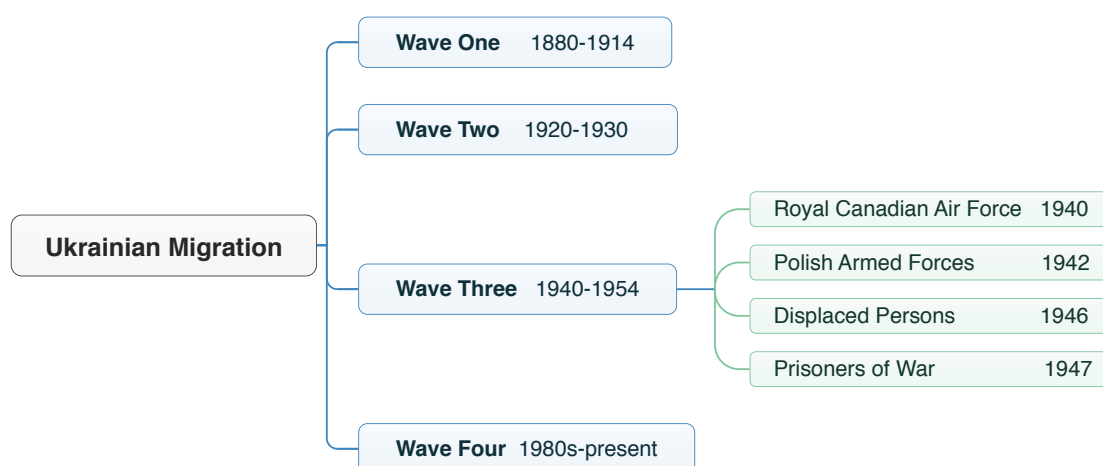 Wave One 1880-1914
Wave Two 1920-1930
Ukrainian Migration
Wave Three 1940-1954
Royal Canadian Air Force 1940
Polish Armed Forces 1942
Displaced Persons 1946
Prisoners of War 1947
Wave Four 1980s-present